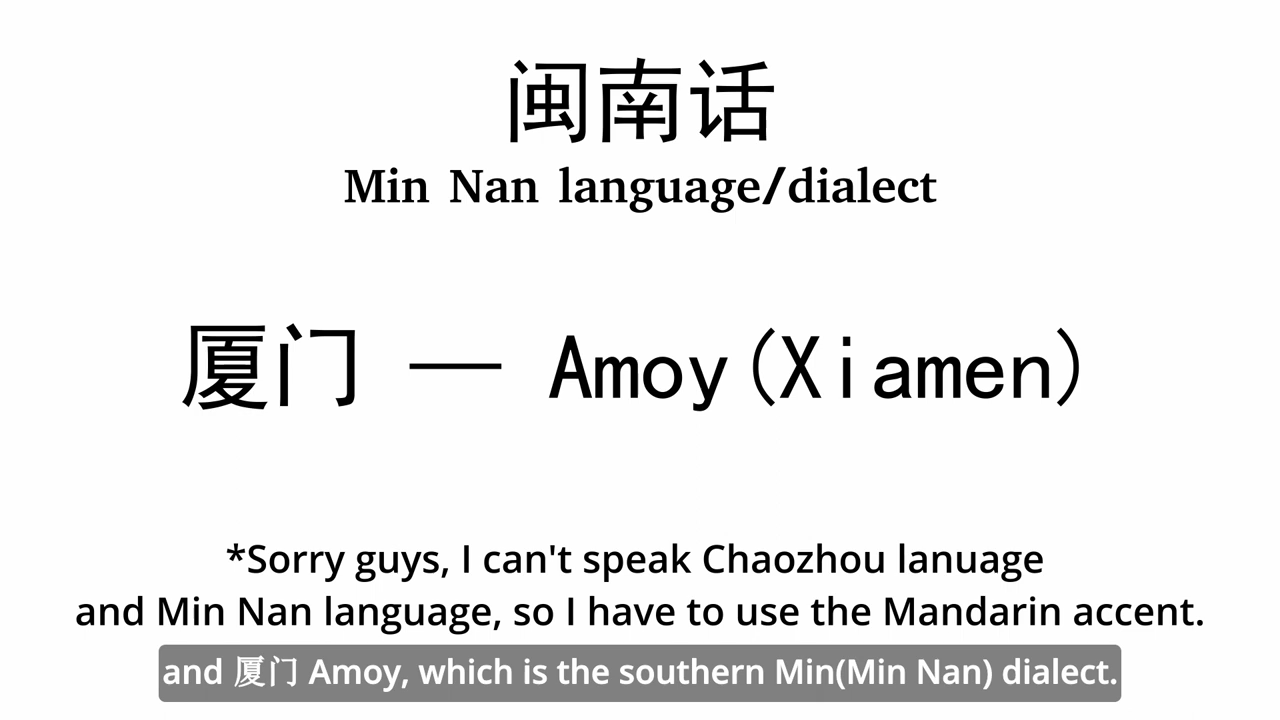 闽南话
Min Nan language/dialect
厦门 — Amoy(Xiamen)
*Sorry guys, I can't speak Chaozhou lanuage
and Min Nan language, so I have to use the Mandarin accent.
and 厦门 Amoy, which is the southern Min(Min Nan) dialect.